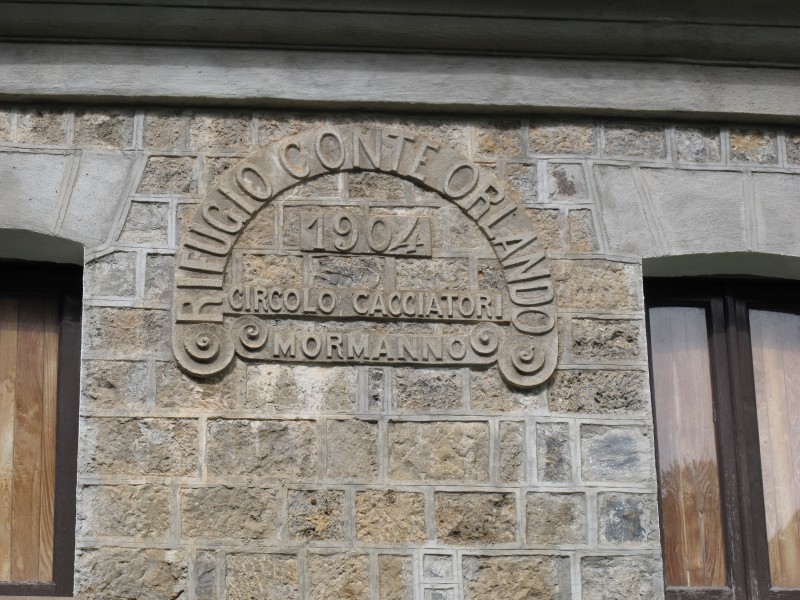 RIFUGIO CONTE ORLANDO
1904
CIRCOLO CACCIATORI
MORMANNO